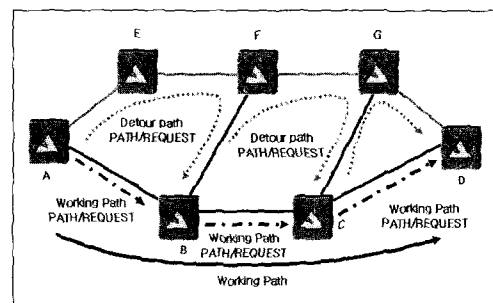 E
F
G
Detour path
PATH/REQUEST
Detour path
PATH/REQUEST
A
D
Working Path
PATH/REQUEST
B
Working Path
PATH/REQUEST
C
Working Path
PATH/REQUEST
Working Path